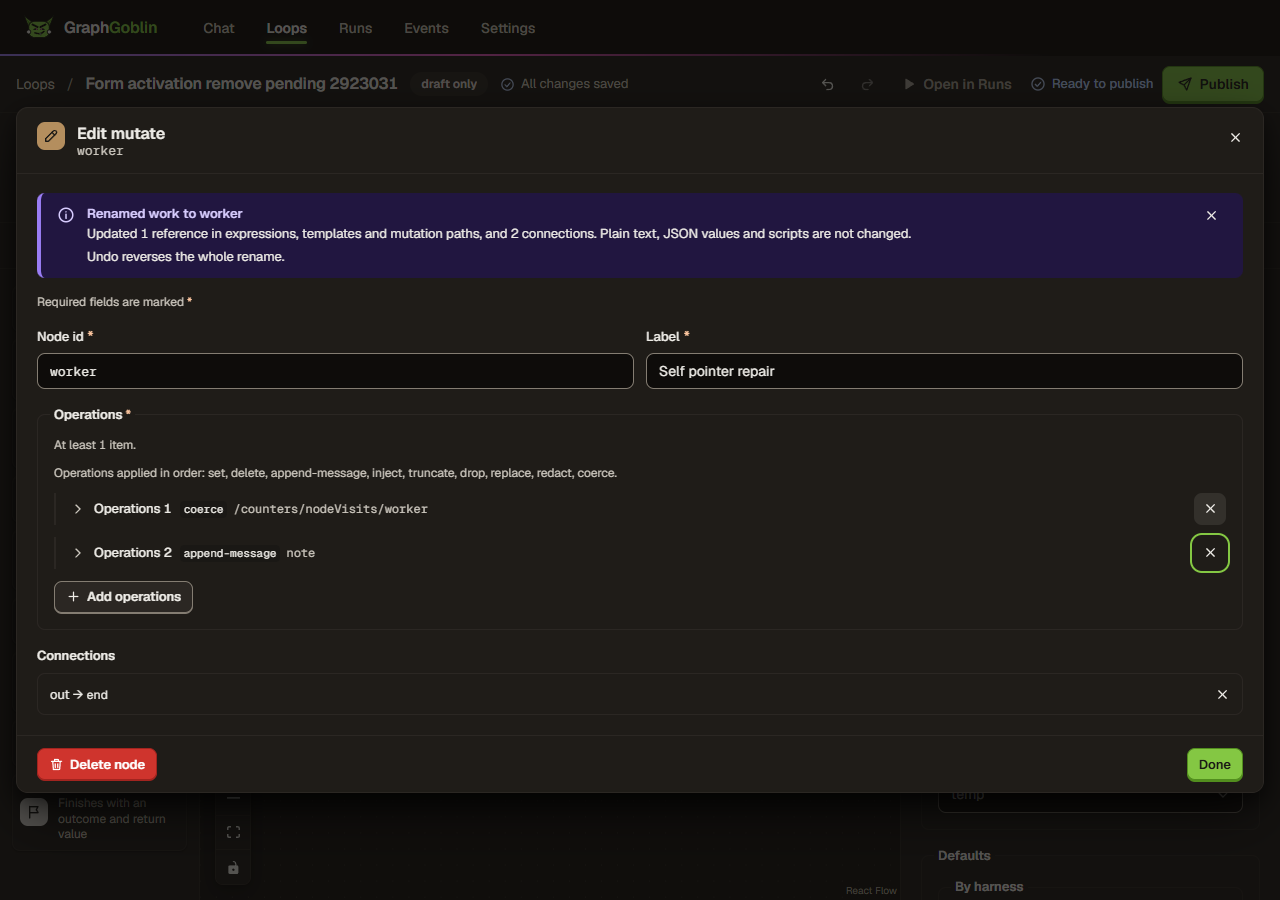 GraphGoblin
Chat Loops Runs Events Settings
Loops / Form activation remove pending 2923031 draft only All changes saved Open in Runs Ready to publish Publish
Edit mutate
worker
Renamed work to worker
Updated 1 reference in expressions, templates and mutation paths, and 2 connections. Plain text, JSON values and scripts are not changed.
Undo reverses the whole rename.
Required fields are marked *
Node id * Label *
worker Self pointer repair
Operations *
At least 1 item.
Operations applied in order: set, delete, append-message, inject, truncate, drop, replace, redact, coerce.
Operations 1 coerce /counters/nodeVisits/worker
Operations 2 append-message note
+ Add operations
Connections
out → end
Delete node Done
Finishes with an
outcome and return
value
temp
Defaults
By harness
React Flow